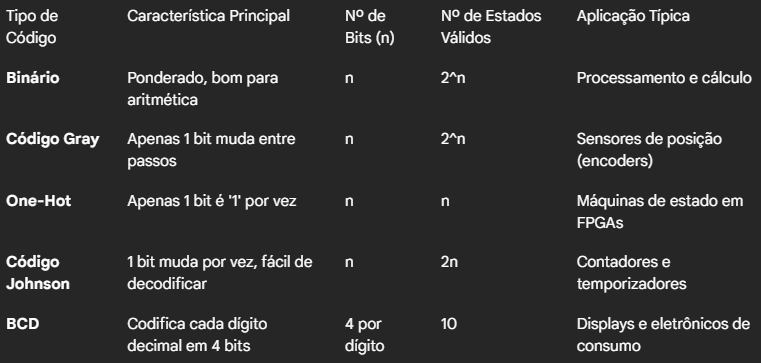 Tipo de Código Característica Principal Nº de Bits (n) Nº de Estados Válidos Aplicação Típica
Binário Ponderado, bom para aritmética n 2^n Processamento e cálculo
Código Gray Apenas 1 bit muda entre passos n 2^n Sensores de posição (encoders)
One-Hot Apenas 1 bit é '1' por vez n n Máquinas de estado em FPGAs
Código Johnson 1 bit muda por vez, fácil de decodificar n 2n Contadores e temporizadores
BCD Codifica cada dígito decimal em 4 bits 4 por dígito 10 Displays e eletrônicos de consumo